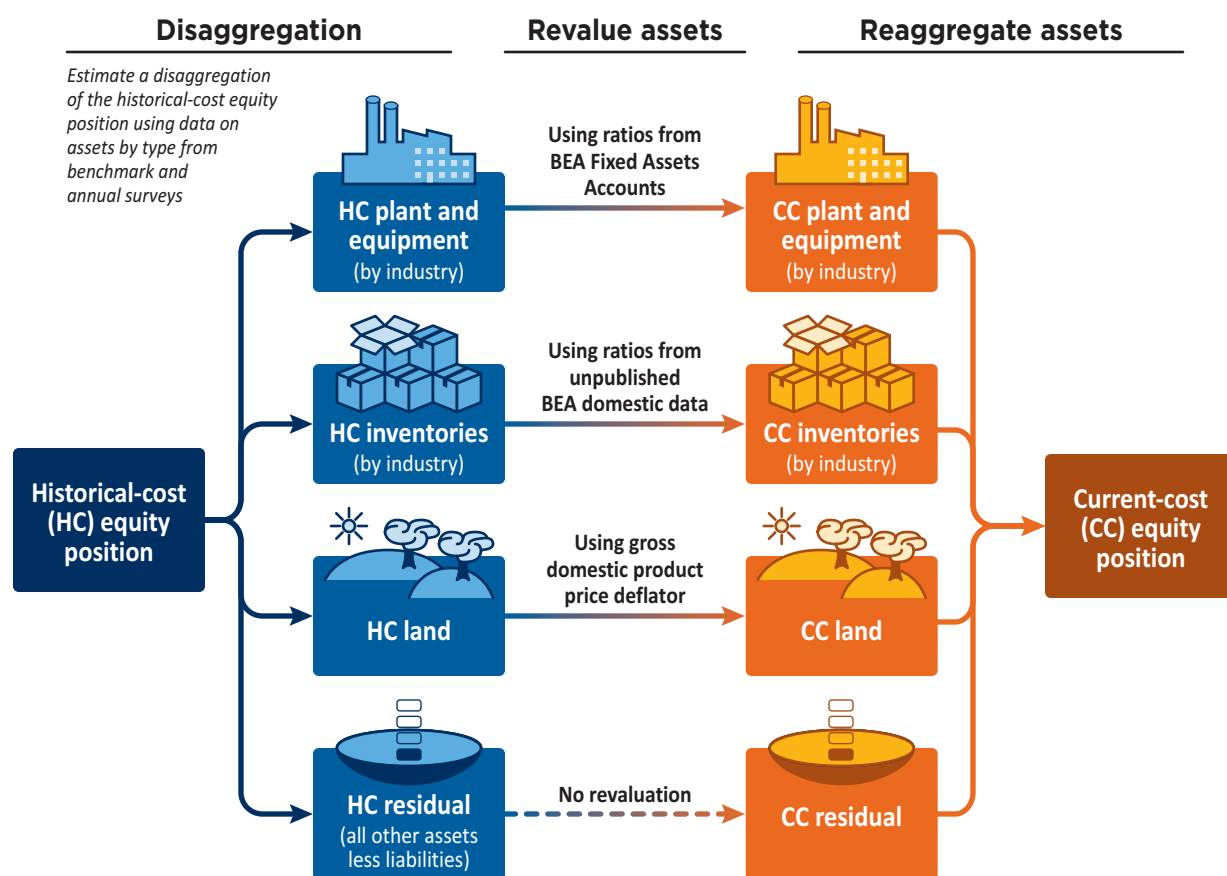 Disaggregation
Revalue assets
Reaggregate assets
Estimate a disaggregation
of the historical-cost equity
position using data on
assets by type from
benchmark and
annual surveys
Historical-cost
(HC) equity
position
HC plant and
equipment
(by industry)
Using ratios from
BEA Fixed Assets
Accounts
CC plant and
equipment
(by industry)
HC inventories
(by industry)
Using ratios from
unpublished
BEA domestic data
CC inventories
(by industry)
HC land
Using gross
domestic product
price deflator
CC land
HC residual
(all other assets
less liabilities)
No revaluation
CC residual
Current-cost
(CC) equity
position